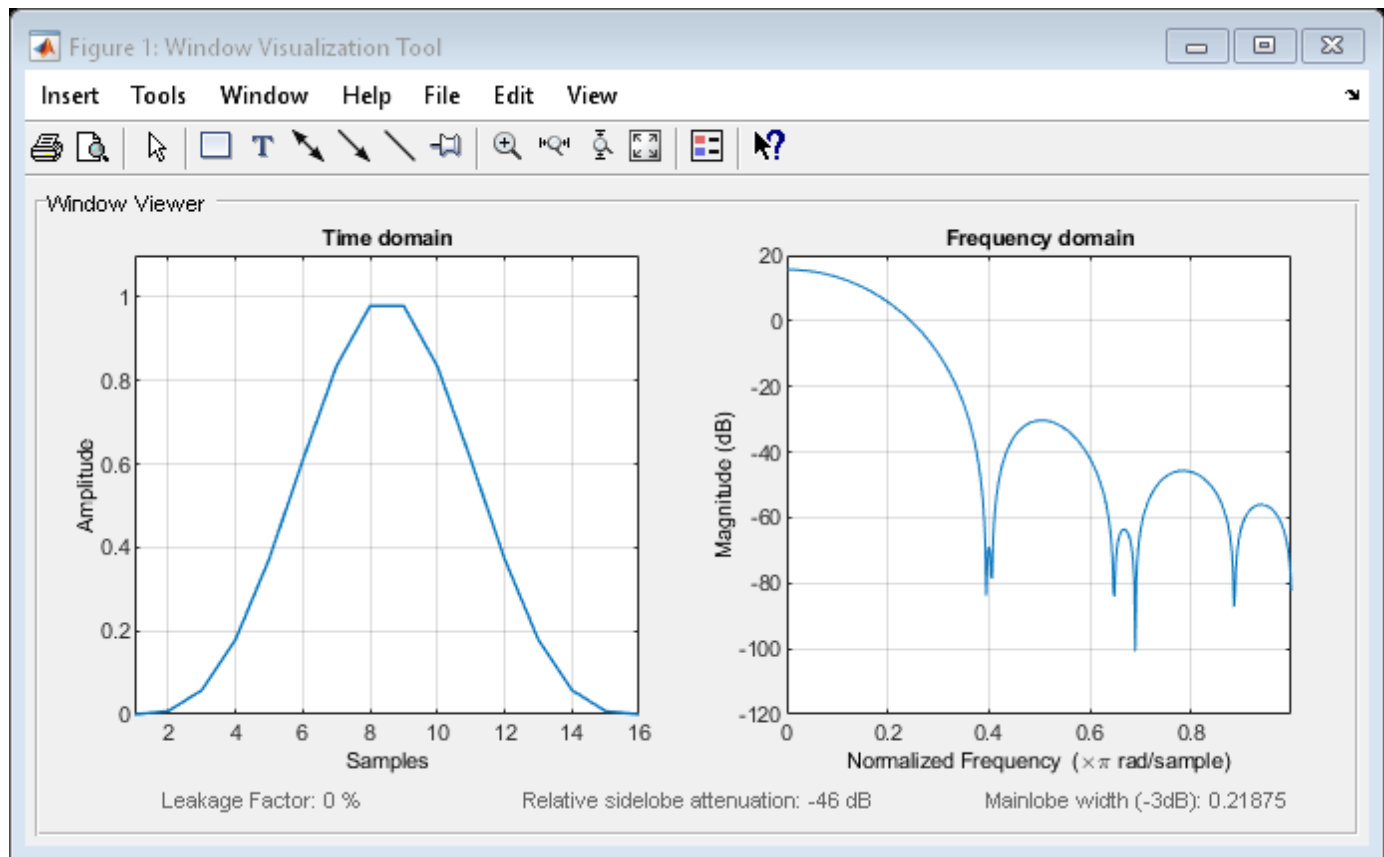 Figure 1: Window Visualization Tool
Insert Tools Window Help File Edit View
T
?
Window Viewer
Time domain
Amplitude
1
0.8
0.6
0.4
0.2
0
2 4 6 8 10 12 14 16
Samples
Frequency domain
Magnitude (dB)
20
0
-20
-40
-60
-80
-100
-120
0 0.2 0.4 0.6 0.8
Normalized Frequency (×π rad/sample)
Leakage Factor: 0 % Relative sidelobe attenuation: -46 dB Mainlobe width (-3dB): 0.21875